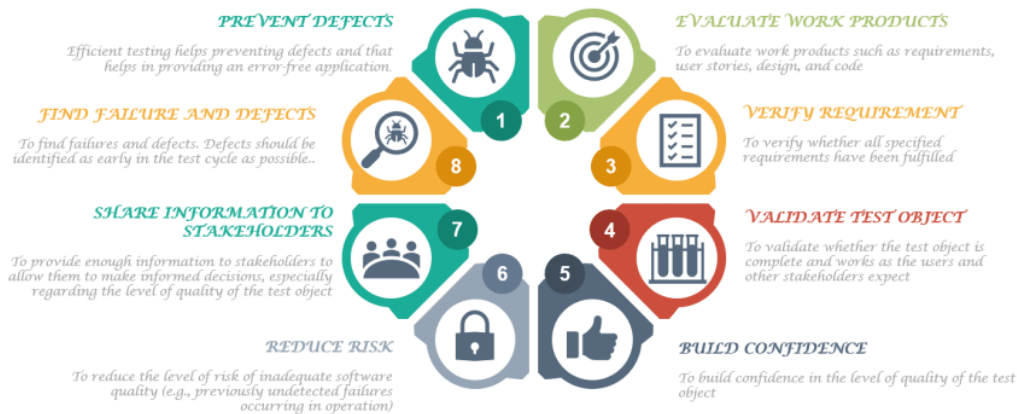 PREVENT DEFECTS
Efficient testing helps preventing defects and that
helps in providing an error-free application.
1
EVALUATE WORK PRODUCTS
To evaluate work products such as requirements,
user stories, design, and code
2
VERIFY REQUIREMENT
To verify whether all specified
requirements have been fulfilled
3
VALIDATE TEST OBJECT
To validate whether the test object is
complete and works as the users and
other stakeholders expect
4
BUILD CONFIDENCE
To build confidence in the level of quality of the test
object
5
REDUCE RISK
To reduce the level of risk of inadequate software
quality (e.g., previously undetected failures
occurring in operation)
6
SHARE INFORMATION TO
STAKEHOLDERS
To provide enough information to stakeholders to
allow them to make informed decisions, especially
regarding the level of quality of the test object
7
FIND FAILURE AND DEFECTS
To find failures and defects. Defects should be
identified as early in the test cycle as possible..
8